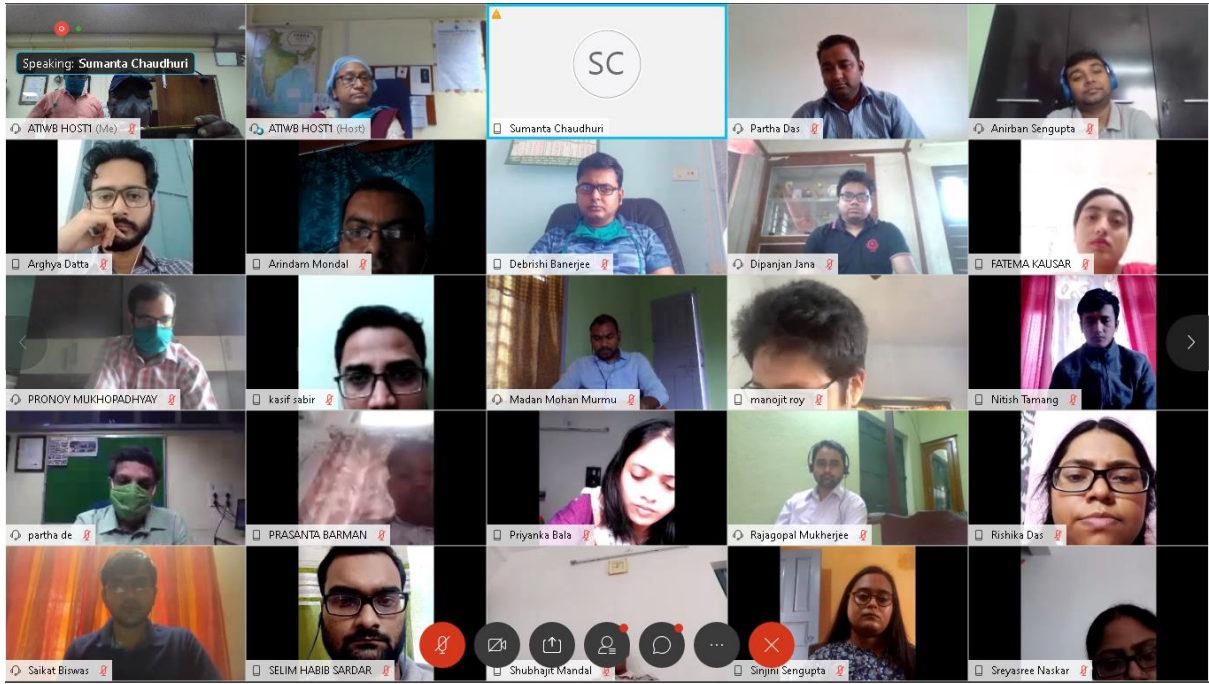 Speaking: Sumanta Chaudhuri
ATIWB HOST1 (Me)
ATIWB HOST1 (Host)
SC
Sumanta Chaudhuri
Partha Das
Anirban Sengupta
Arghya Datta
Arindam Mondal
Debrishi Banerjee
Dipanjan Jana
FATEMA KAUSAR
PRONOY MUKHOPADHYAY
kasif sabir
Madan Mohan Murmu
manojit roy
Nitish Tamang
partha de
PRASANTA BARMAN
Priyanka Bala
Rajagopal Mukherjee
Rishika Das
Saikat Biswas
SELIM HABIB SARDAR
Shubhajit Mandal
Sinjini Sengupta
Sreyasree Naskar